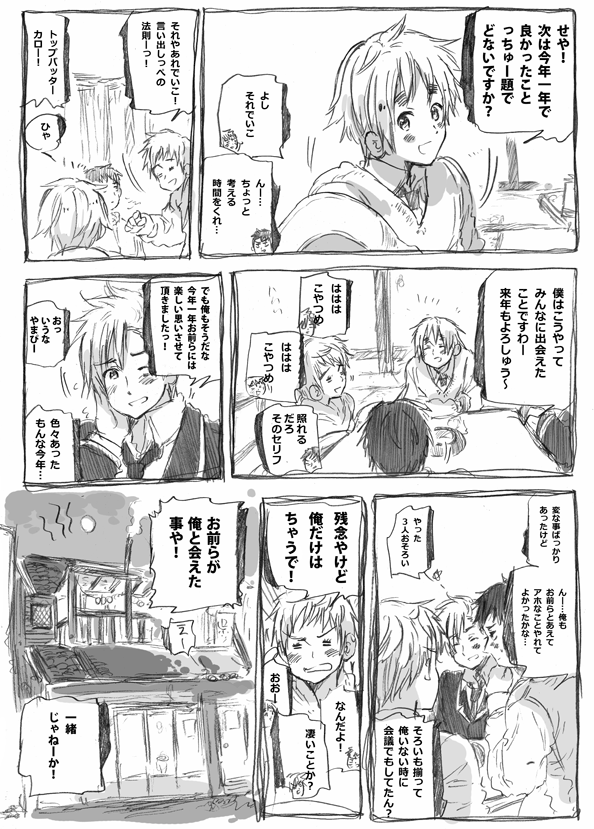 せや！
次は今年一年で
良かったこと
っちゅー題で
どないですか？
よし
それでいこ
んー…
ちょっと
考える
時間をくれ…
それやあれでいこ！
言い出しっぺの
法則ーっ！
トップバッター
カロー！
ひゃ
僕はこうやって
みんなに出会えた
ことですわー
来年もよろしゅう〜
ははは
こやつめ
ははは
こやつめ
照れる
だろ
そのセリフ
でも俺もそうだな
今年一年お前らには
楽しい思いさせて
頂きましたっ！
おっ
いうな
やまびー
色々あった
もんな今年…
変な事ばっかり
あったけど
やった
3人おそろい
んー…俺も
お前らとあえて
アホなことやれて
よかったかな…
そろいも揃って
俺いない時に
会議でもしてたん？
残念やけど
俺だけは
ちゃうで！
なんだよ！
おおー
凄いことか？
お前らが
俺と会えた
事や！
一緒
じゃねーか！